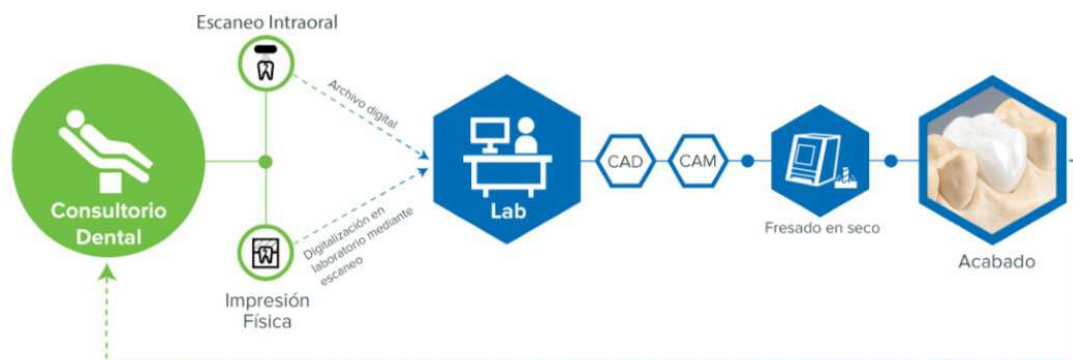 Escaneo Intraoral
Archivo digital
Consultorio
Dental
Lab
CAD
CAM
Digitalización en
laboratorio mediante
escaneo
Fresado en seco
Acabado
Impresión
Física